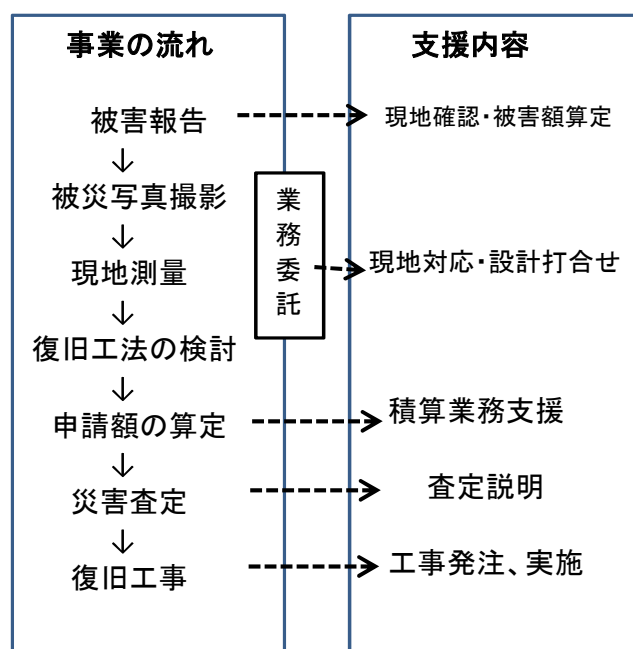 事業の流れ
支援内容
被害報告
現地確認・被害額算定
↓
被災写真撮影
↓
現地測量
業務委託
現地対応・設計打合せ
↓
復旧工法の検討
↓
申請額の算定
積算業務支援
↓
災害査定
査定説明
↓
復旧工事
工事発注、実施